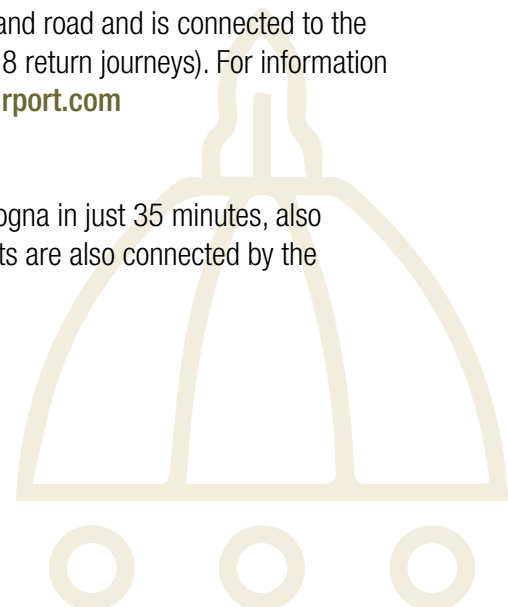 and road and is connected to the
8 return journeys). For information
rport.com
ogna in just 35 minutes, also
ts are also connected by the